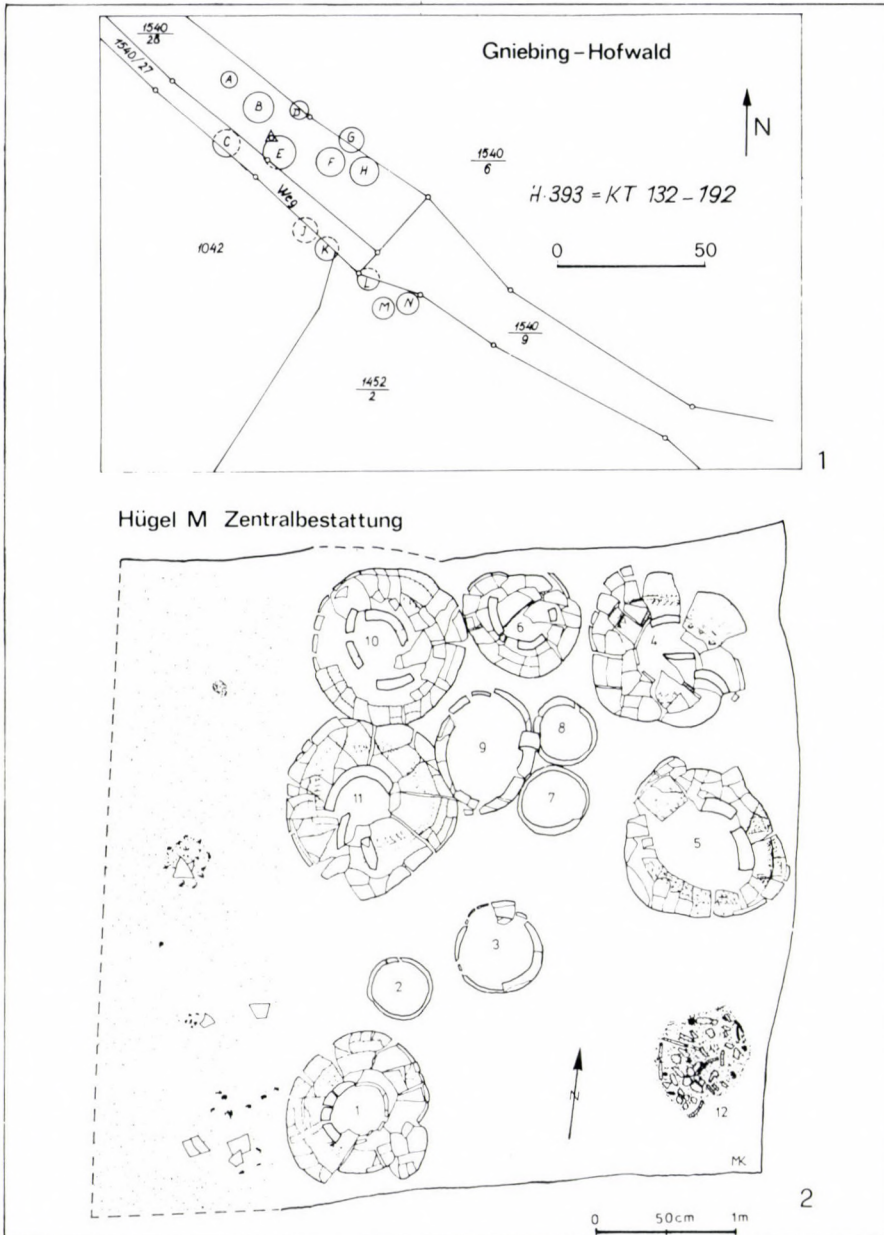 Gniebing – Hofwald
1540
28
1540/27
A
B
C
D
E
F
G
H
J
K
L
M
N
Weg
N
1540
6
H·393 = KT 132 – 192
0 50
1042
1540
9
1452
2
1
Hügel M Zentralbestattung
10
6
4
8
9
7
11
5
3
2
1
12
N
MK
2
0 50cm 1m